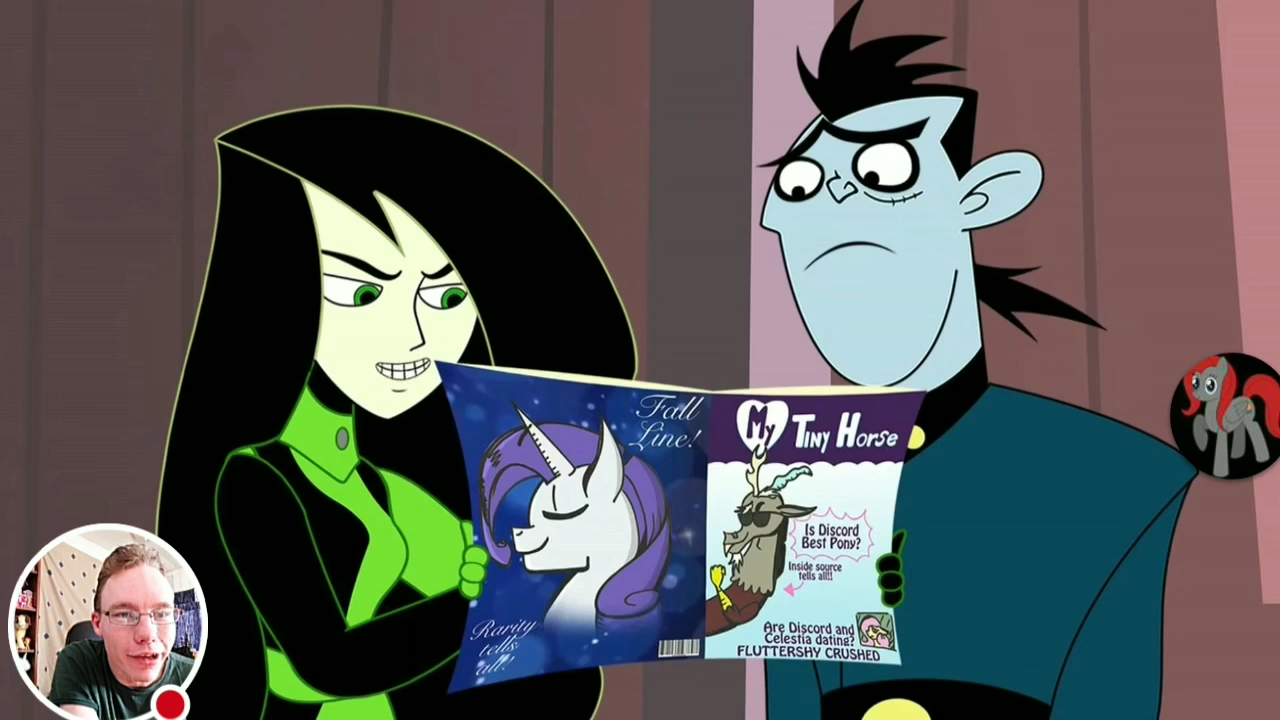 Fall
Line!
Rarity
tells
all!
My Tiny Horse
Is Discord
Best Pony?
Inside source
tells all!!
Are Discord and
Celestia dating?
FLUTTERSHY CRUSHED